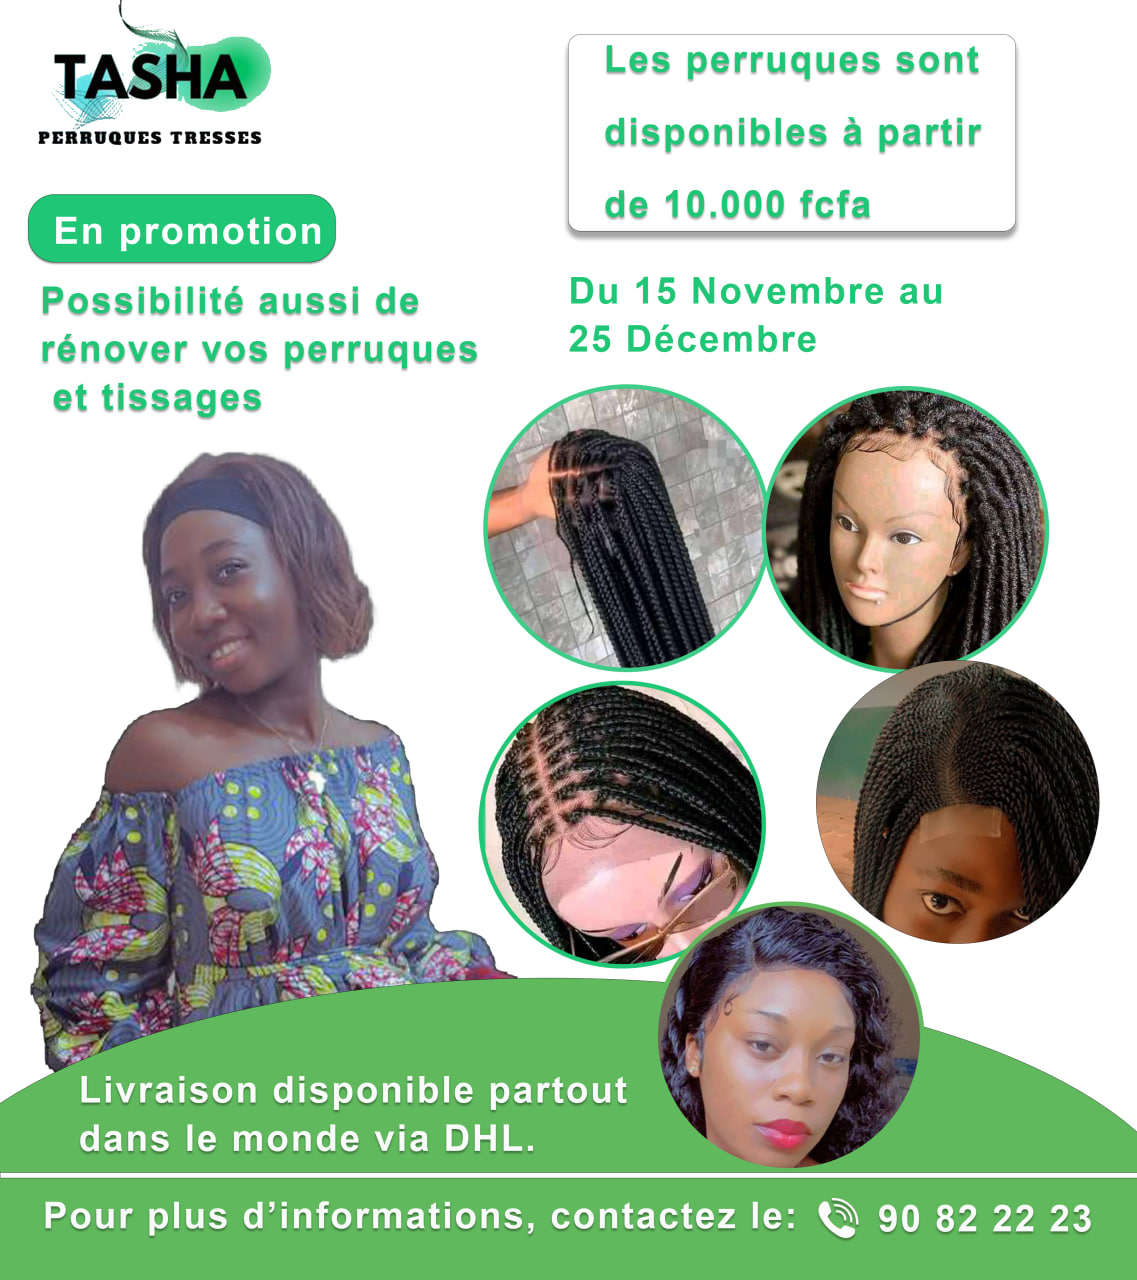 TASHA
PERRUQUES TRESSES
Les perruques sont
disponibles à partir
de 10.000 fcfa
En promotion
Possibilité aussi de
rénover vos perruques
et tissages
Du 15 Novembre au
25 Décembre
Livraison disponible partout
dans le monde via DHL.
Pour plus d’informations, contactez le: 90 82 22 23